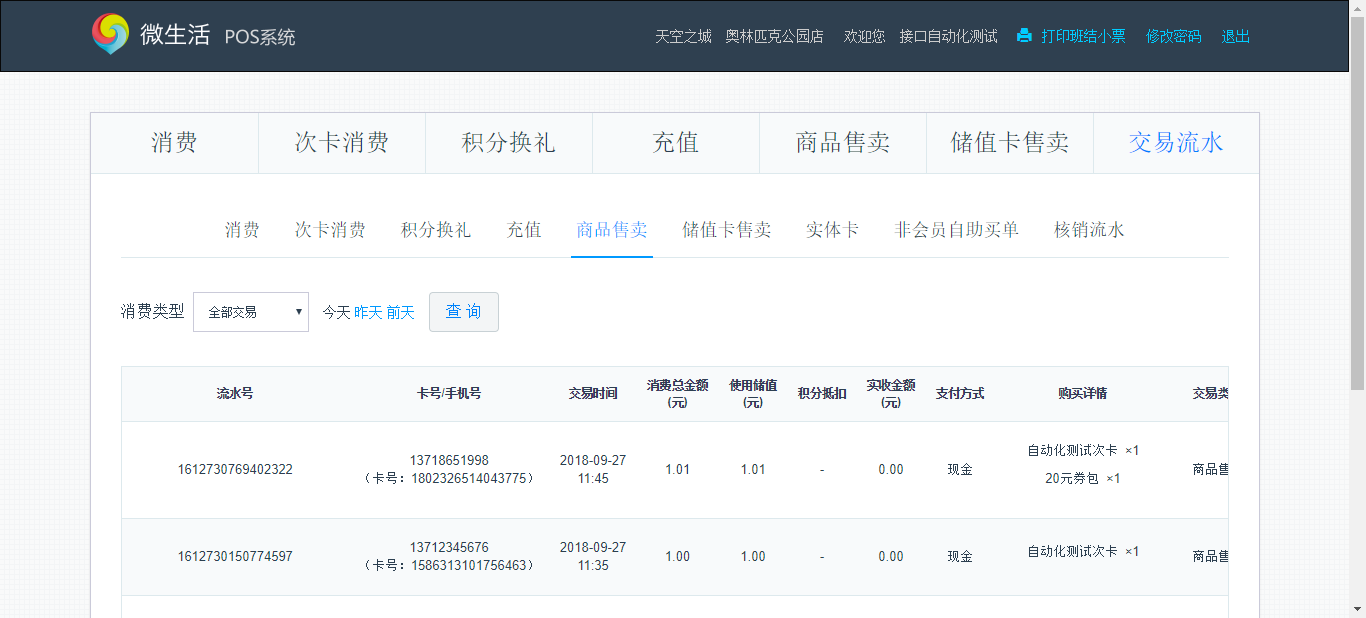 微生活 POS系统
天空之城 奥林匹克公园店 欢迎您 接口自动化测试 打印班结小票 修改密码 退出
消费 次卡消费 积分换礼 充值 商品售卖 储值卡售卖 交易流水
消费 次卡消费 积分换礼 充值 商品售卖 储值卡售卖 实体卡 非会员自助买单 核销流水
消费类型 全部交易 今天 昨天 前天 查 询
流水号 卡号/手机号 交易时间 消费总金额(元) 使用储值(元) 积分抵扣 实收金额(元) 支付方式 购买详情 交易类
1612730769402322 13718651998 (卡号：1802326514043775) 2018-09-27 11:45 1.01 1.01 - 0.00 现金 自动化测试次卡 ×1 20元券包 ×1 商品售
1612730150774597 13712345676 (卡号：1586313101756463) 2018-09-27 11:35 1.00 1.00 - 0.00 现金 自动化测试次卡 ×1 商品售